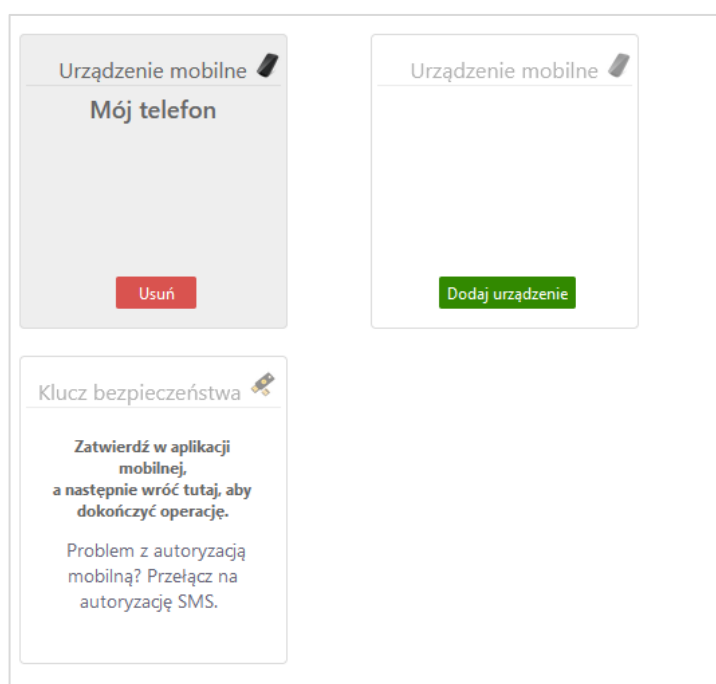 Urządzenie mobilne
Mój telefon
Usuń
Urządzenie mobilne
Dodaj urządzenie
Klucz bezpieczeństwa
Zatwierdź w aplikacji
mobilnej,
a następnie wróć tutaj, aby
dokończyć operację.
Problem z autoryzacją
mobilną? Przełącz na
autoryzację SMS.